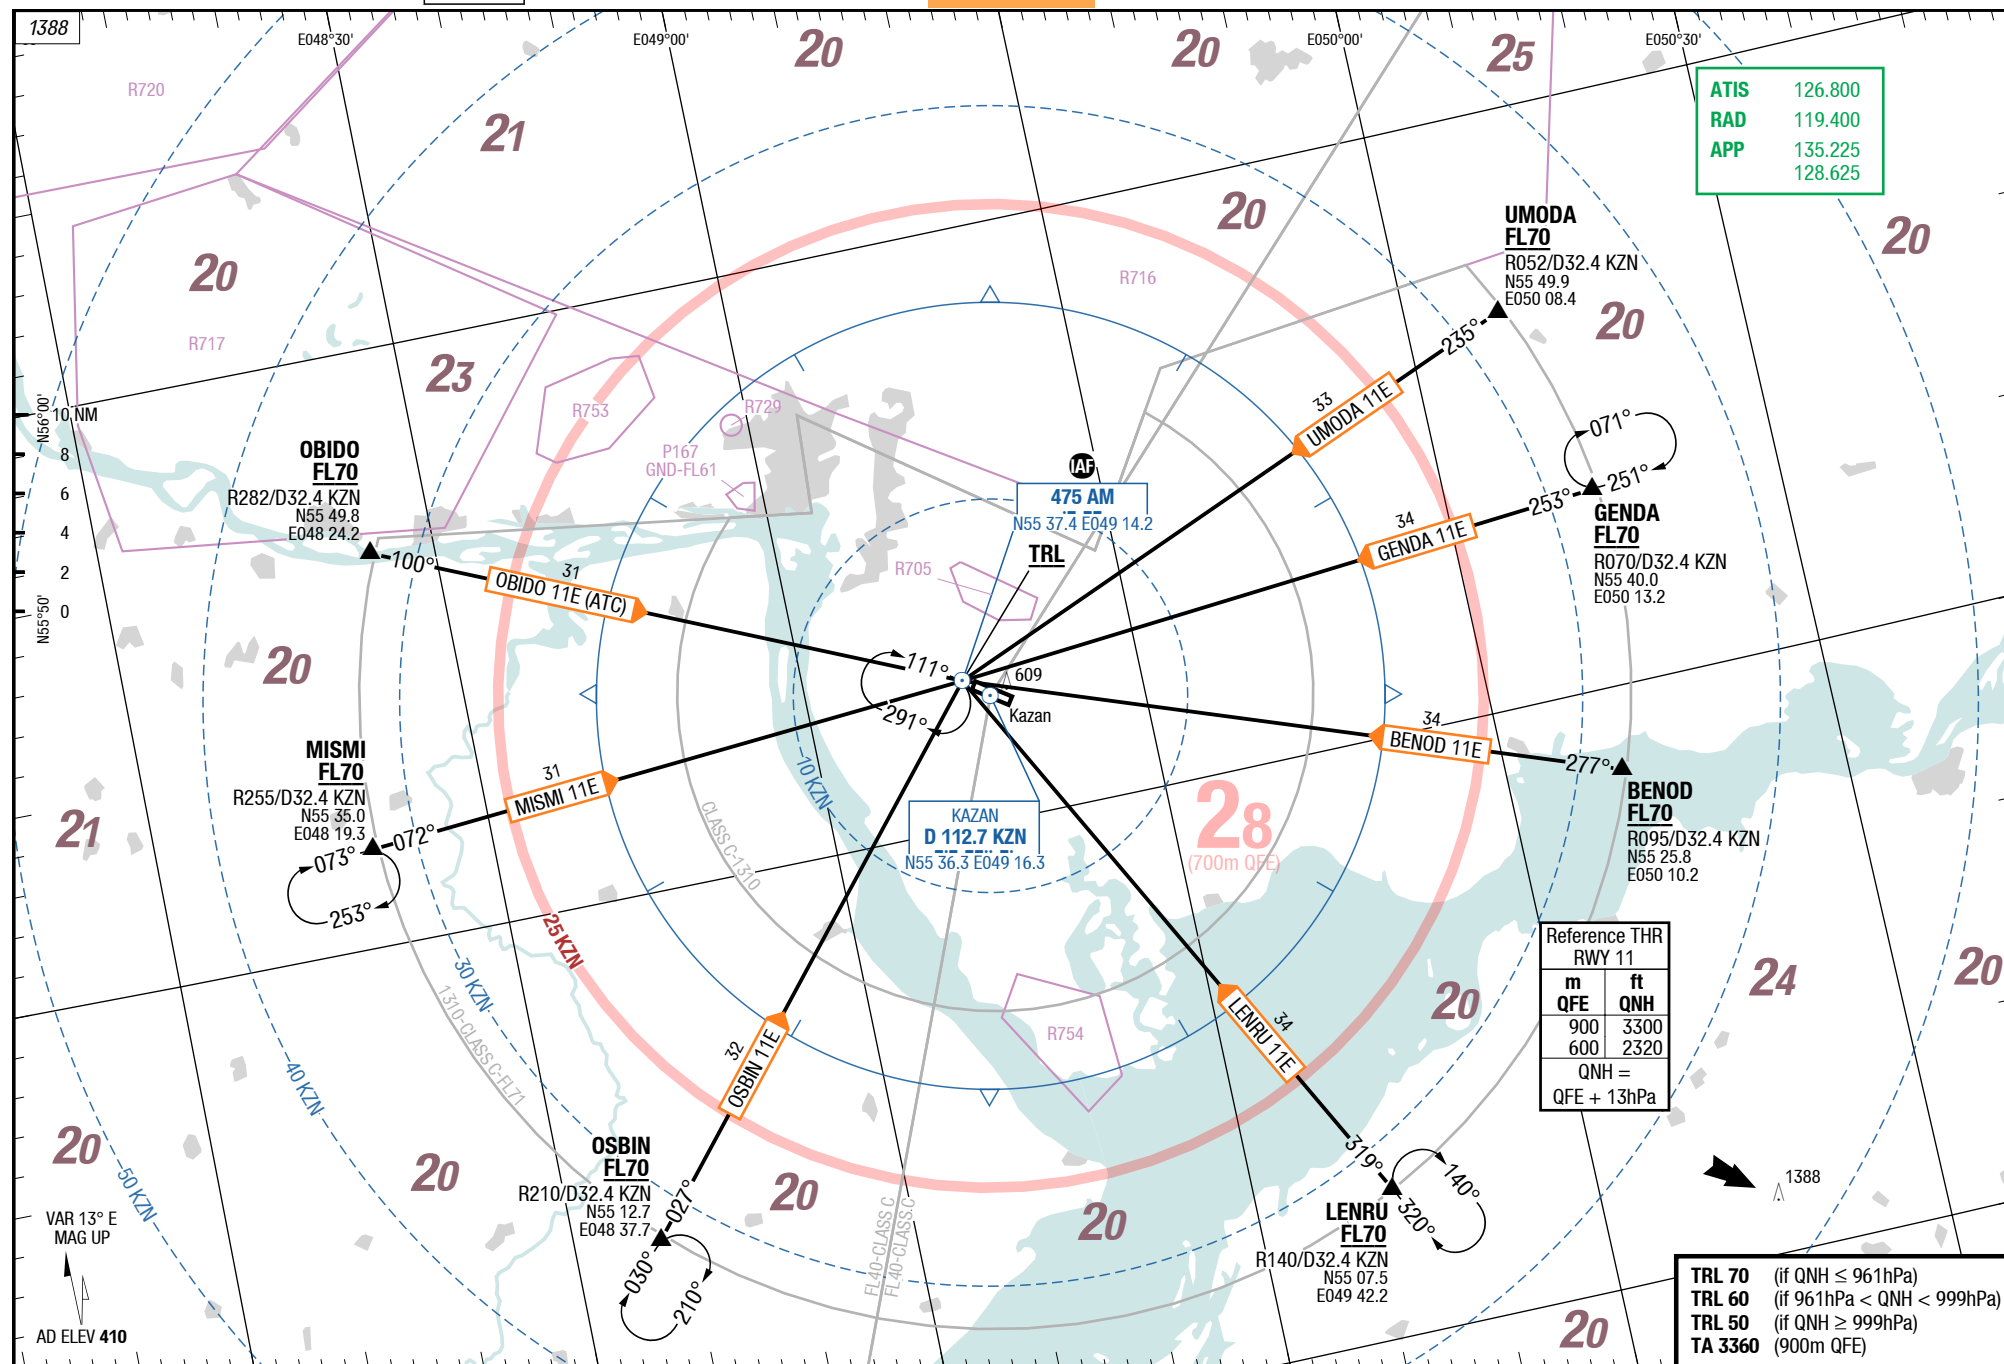 1388
E048°30'
E049°00'
E050°00'
E050°30'
20
20
25
R720
21
ATIS 126.800
RAD 119.400
APP 135.225
128.625
20
20
20
UMODA
FL70
R052/D32.4 KZN
N55 49.9
E050 08.4
R716
R717
23
20
235°
N56°00'
10 NM
8
6
4
2
0
N55°50'
R753
R729
P167
GND-FL61
33
UMODA 11E
071°
251°
OBIDO
FL70
R282/D32.4 KZN
N55 49.8
E048 24.2
IAF
475 AM
N55 37.4 E049 14.2
TRL
253°
34
GENDA 11E
GENDA
FL70
R070/D32.4 KZN
N55 40.0
E050 13.2
100°
31
OBIDO 11E (ATC)
R705
20
111°
291°
609
Kazan
34
BENOD 11E
277°
BENOD
FL70
R095/D32.4 KZN
N55 25.8
E050 10.2
MISMI
FL70
R255/D32.4 KZN
N55 35.0
E048 19.3
072°
073°
253°
31
MISMI 11E
10 KZN
CLASS C-1310
KAZAN
D 112.7 KZN
N55 36.3 E049 16.3
28
(700m QFE)
21
25 KZN
30 KZN
1310-CLASS C-FL71
40 KZN
50 KZN
Reference THR
RWY 11
m ft
QFE QNH
900 3300
600 2320
QNH =
QFE + 13hPa
24
20
20
R754
32
OSBIN 11E
34
LENRU 11E
20
20
20
20
OSBIN
FL70
R210/D32.4 KZN
N55 12.7
E048 37.7
027°
030°
210°
FL40-CLASS C
FL40-CLASS C
319°
140°
320°
LENRU
FL70
R140/D32.4 KZN
N55 07.5
E049 42.2
1388
VAR 13° E
MAG UP
AD ELEV 410
20
TRL 70 (if QNH ≤ 961hPa)
TRL 60 (if 961hPa < QNH < 999hPa)
TRL 50 (if QNH ≥ 999hPa)
TA 3360 (900m QFE)